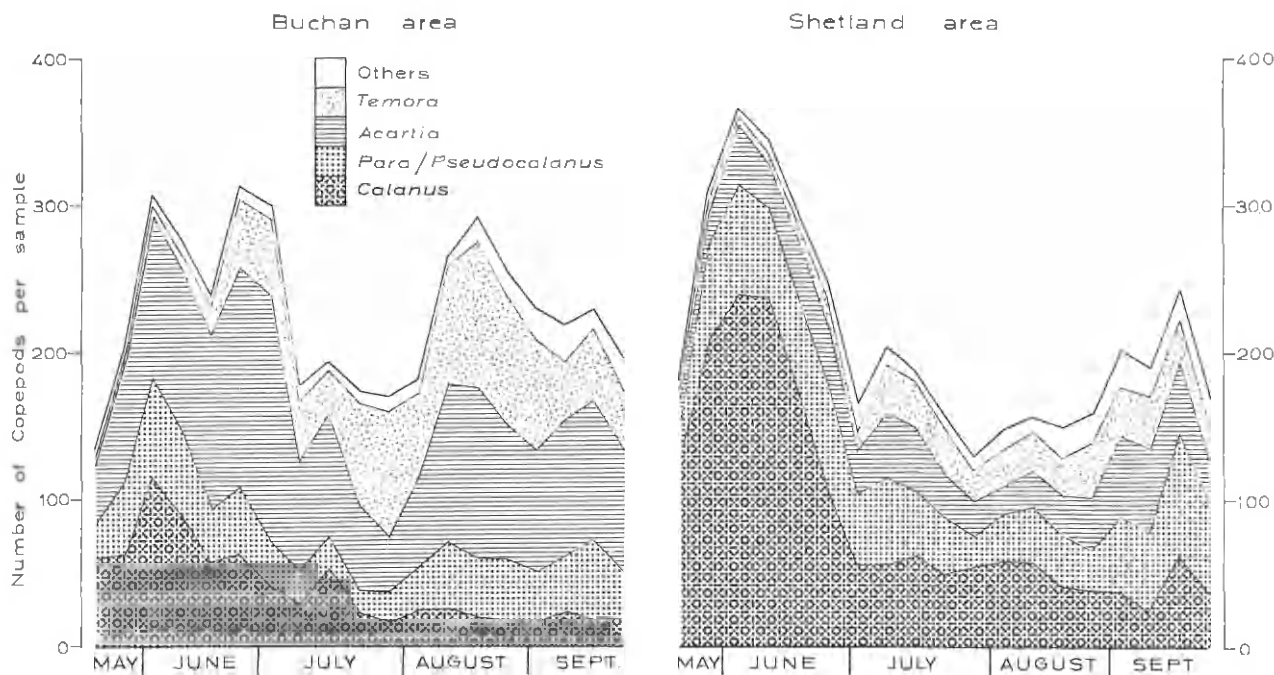 Buchan area
Shetland area
Number of Copepods per sample
400
300
200
100
0
Others
Temora
Acartia
Para/Pseudocalanus
Calanus
400
300
200
100
0
MAY JUNE JULY AUGUST SEPT.
MAY JUNE JULY AUGUST SEPT.